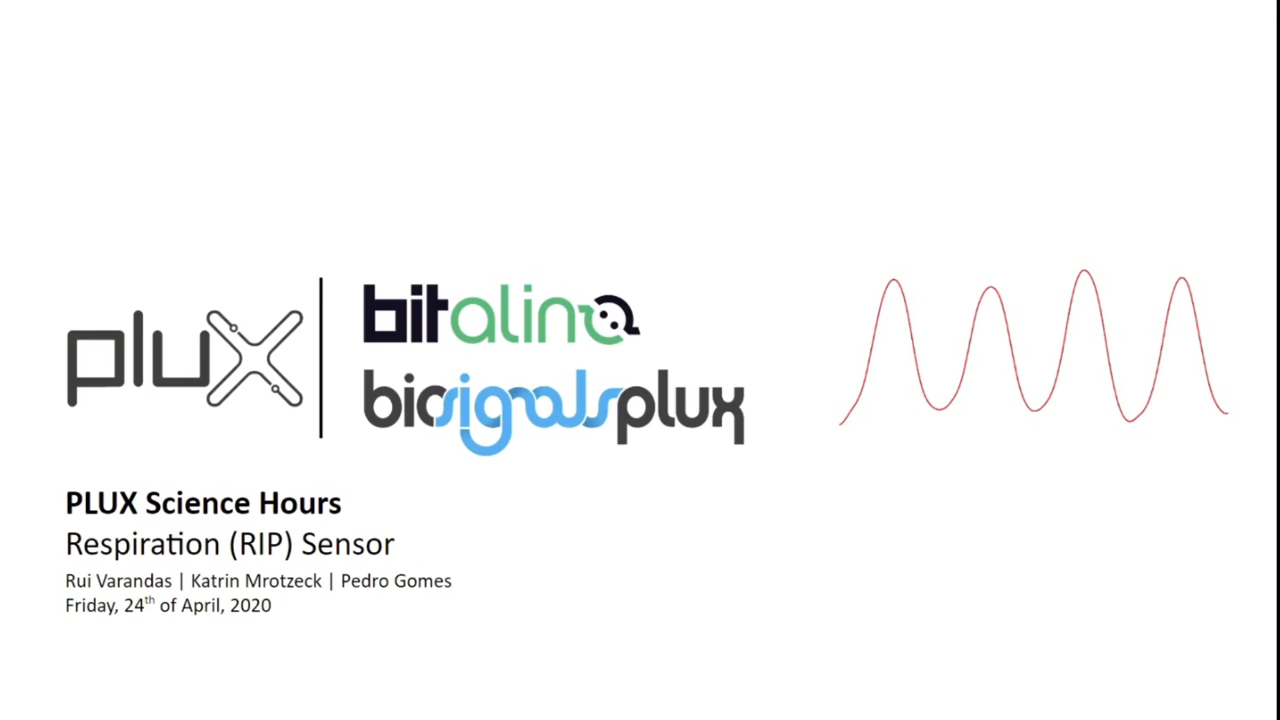 plux
bitalino
biosignalsplux
PLUX Science Hours
Respiration (RIP) Sensor
Rui Varandas | Katrin Mrotzeck | Pedro Gomes
Friday, 24th of April, 2020